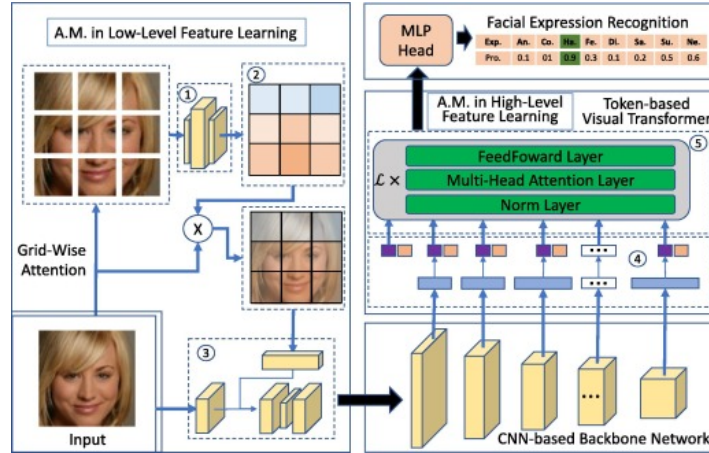 A.M. in Low-Level Feature Learning
①
②
X
Grid-Wise
Attention
③
Input
MLP
Head
Facial Expression Recognition
Exp. An. Co. Ha. Fe. Di. Sa. Su. Ne.
Pro. 0.1 01 0.9 0.3 0.1 0.2 0.5 0.6
A.M. in High-Level
Feature Learning
Token-based
Visual Transformer
⑤
FeedFoward Layer
ℒ ×
Multi-Head Attention Layer
Norm Layer
④
CNN-based Backbone Network